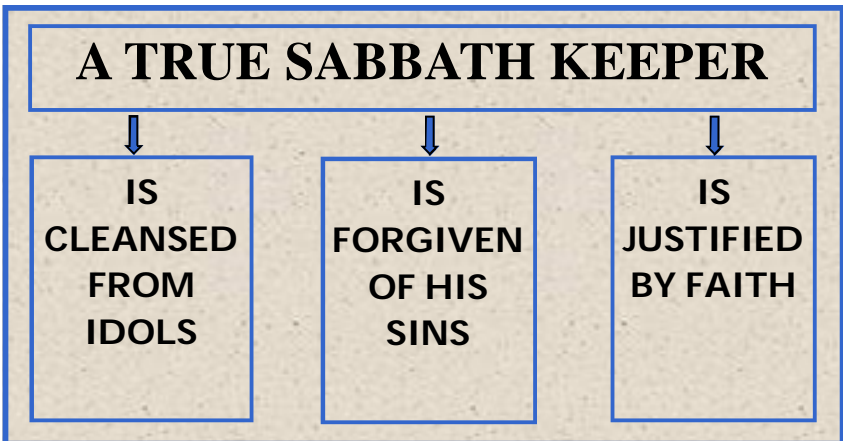 A TRUE SABBATH KEEPER
IS
CLEANSED
FROM
IDOLS
IS
FORGIVEN
OF HIS
SINS
IS
JUSTIFIED
BY FAITH